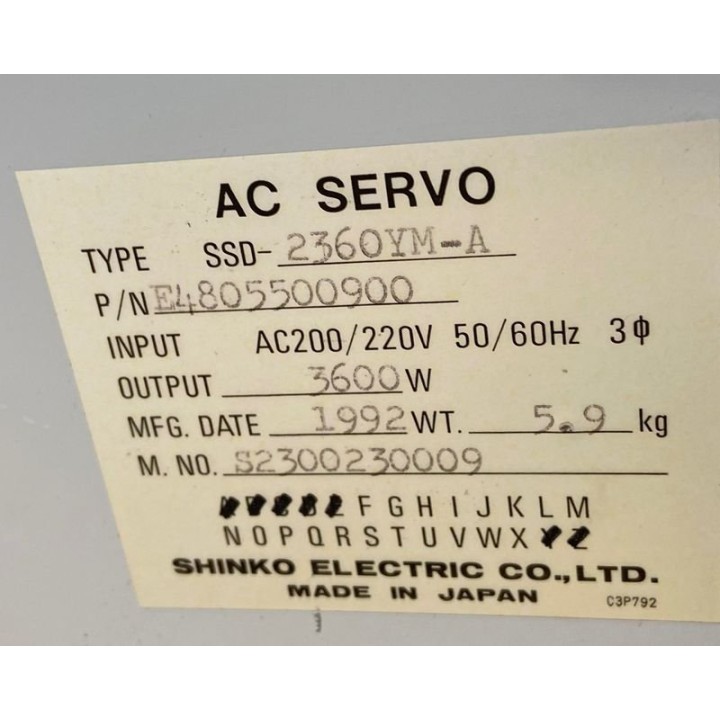 AC SERVO
TYPE SSD-2360YM-A
P/N E4805500900
INPUT AC200/220V 50/60Hz 3Φ
OUTPUT 3600 W
MFG. DATE 1992 WT. 5.9 kg
M. NO. S2300230009
F G H I J K L M
N O P Q R S T U V W X
SHINKO ELECTRIC CO., LTD.
MADE IN JAPAN C3P792